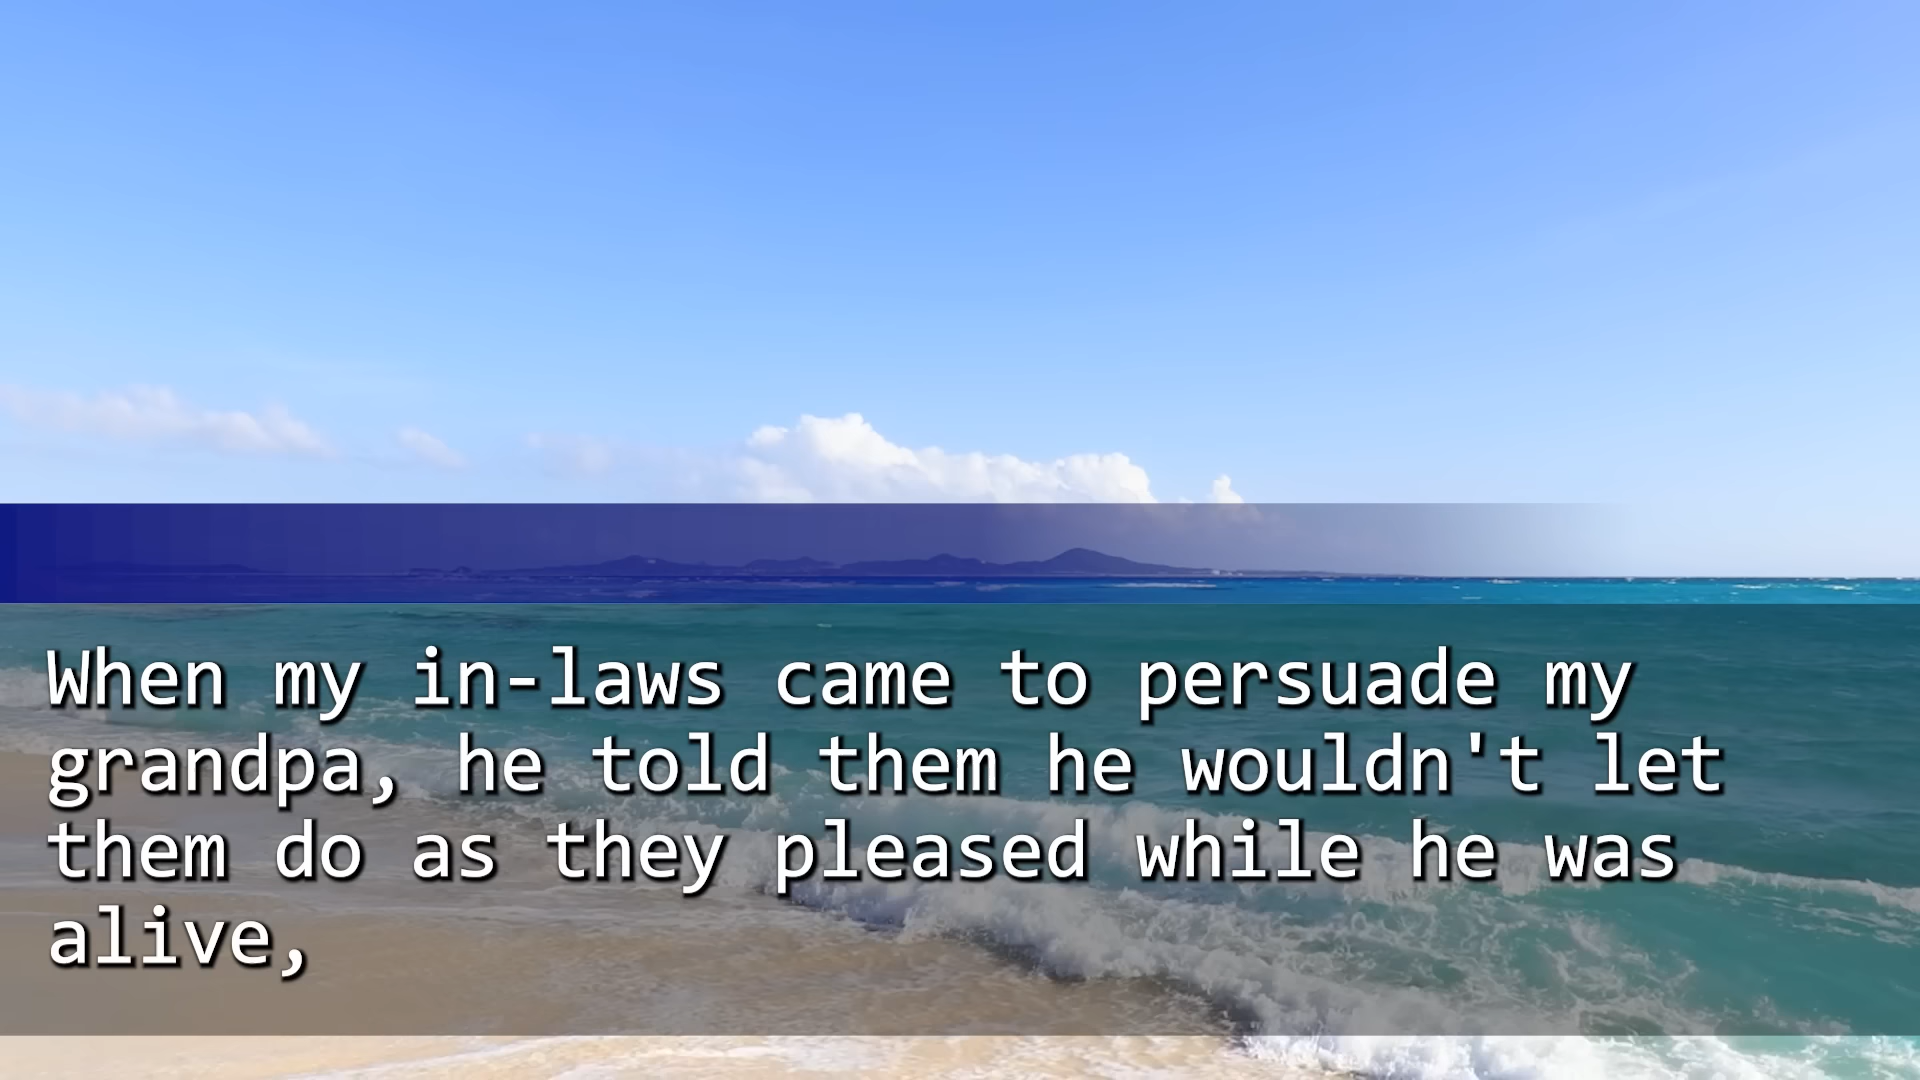 When my in-laws came to persuade my
grandpa, he told them he wouldn't let
them do as they pleased while he was
alive,